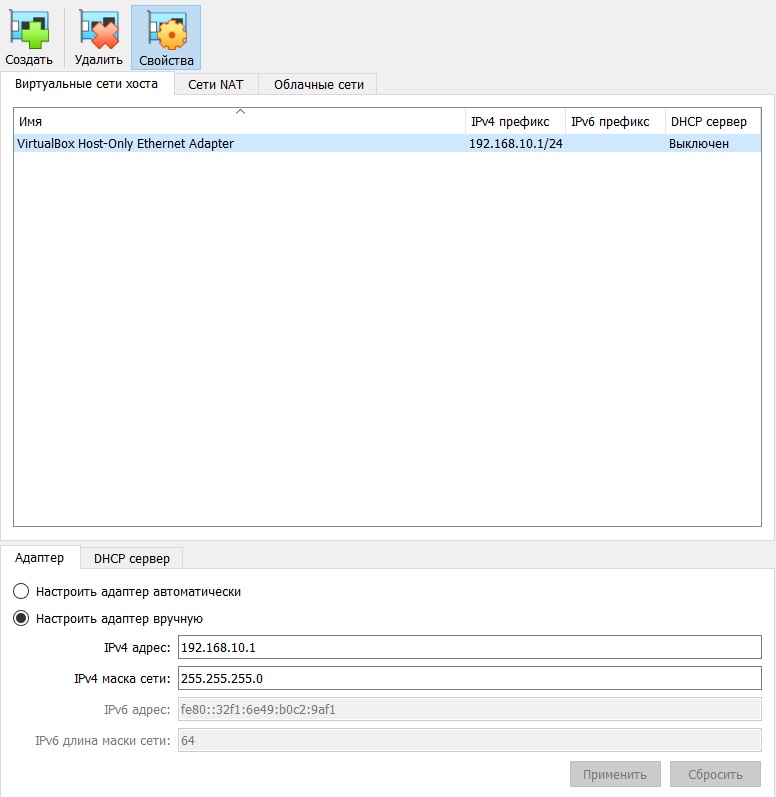 Создать Удалить Свойства
Виртуальные сети хоста Сети NAT Облачные сети
Имя IPv4 префикс IPv6 префикс DHCP сервер
VirtualBox Host-Only Ethernet Adapter 192.168.10.1/24 Выключен
Адаптер DHCP сервер
Настроить адаптер автоматически
Настроить адаптер вручную
IPv4 адрес: 192.168.10.1
IPv4 маска сети: 255.255.255.0
IPv6 адрес: fe80::32f1:6e49:b0c2:9af1
IPv6 длина маски сети: 64
Применить Сбросить